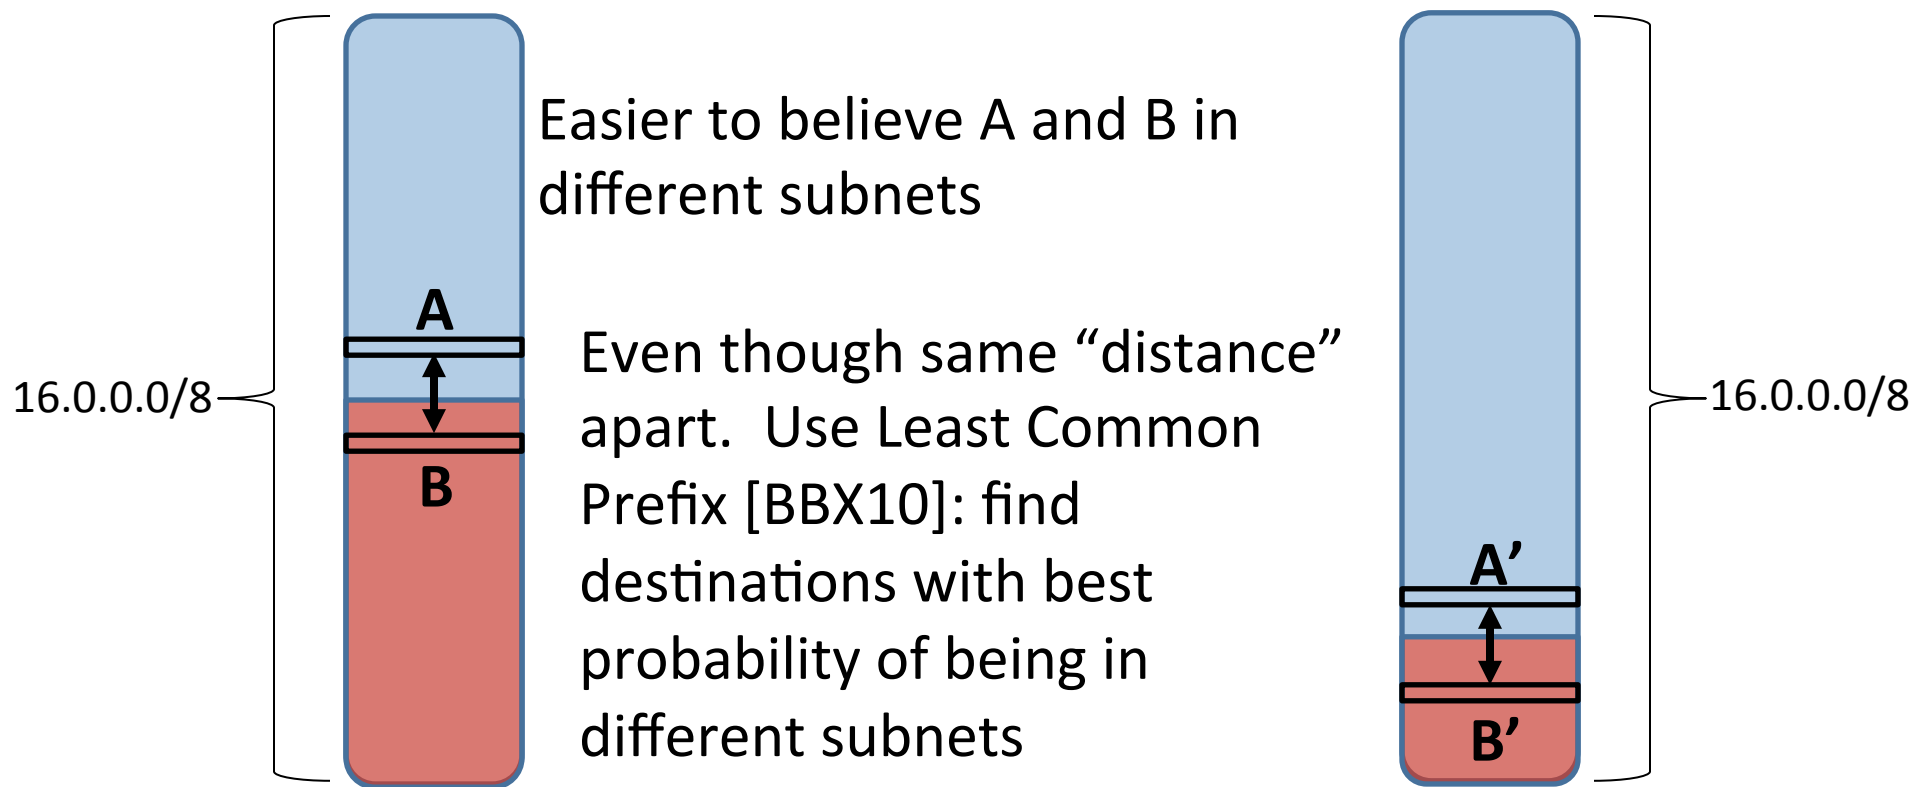 Easier to believe A and B in
different subnets
A
Even though same “distance”
16.0.0.0/8
16.0.0.0/8
apart.  Use Least Common
B
Prefix [BBX10]: find
A’
destinations with best
probability of being in
different subnets
B’